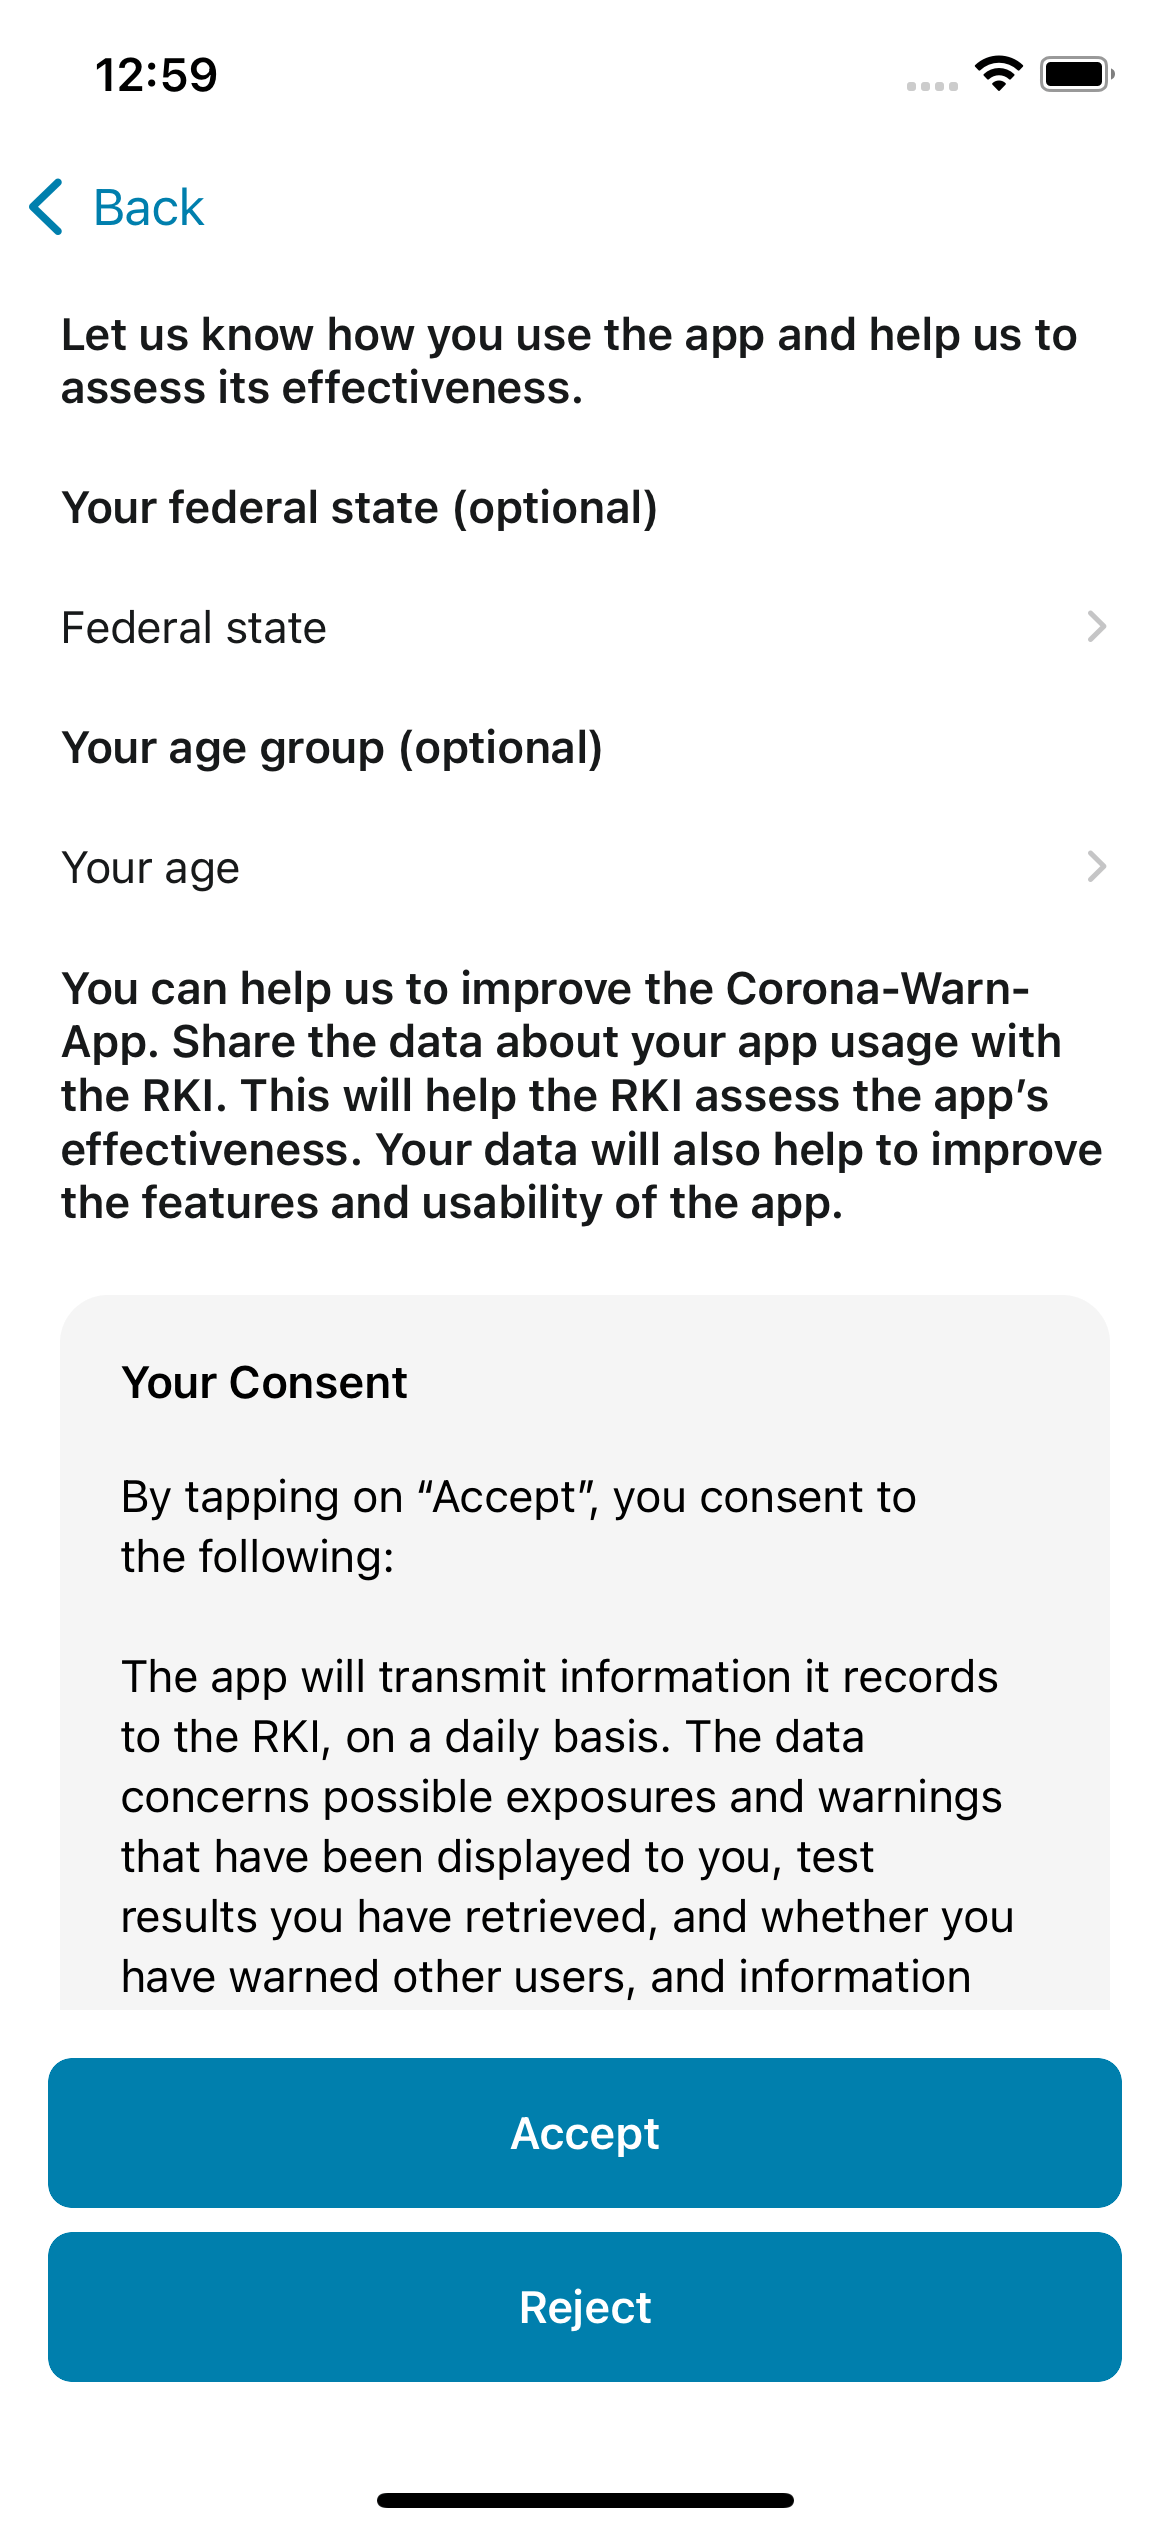 12:59
Back
Let us know how you use the app and help us to
assess its effectiveness.
Your federal state (optional)
Federal state
Your age group (optional)
Your age
You can help us to improve the Corona-Warn-
App. Share the data about your app usage with
the RKI. This will help the RKI assess the app’s
effectiveness. Your data will also help to improve
the features and usability of the app.
Your Consent
By tapping on “Accept”, you consent to
the following:
The app will transmit information it records
to the RKI, on a daily basis. The data
concerns possible exposures and warnings
that have been displayed to you, test
results you have retrieved, and whether you
have warned other users, and information
Accept
Reject